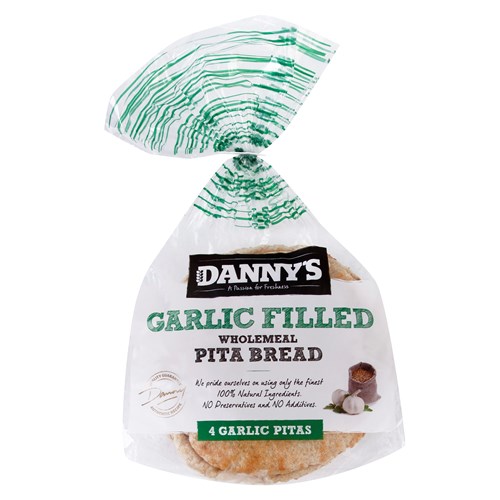 DANNY'S
A Passion for Freshness
GARLIC FILLED
WHOLEMEAL
PITA BREAD
We pride ourselves on using only the finest
100% Natural Ingredients.
NO Preservatives and NO Additives.
4 GARLIC PITAS